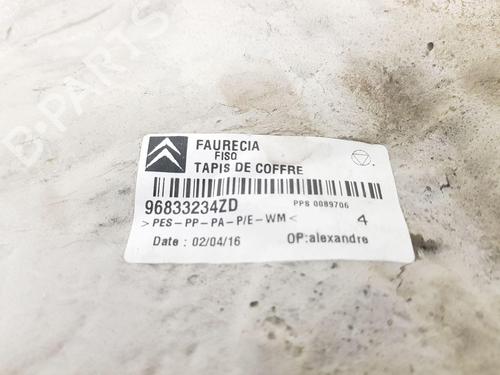 FAURECIA
FISO
TAPIS DE COFFRE
96833234ZD
PPS 0089706
> PES-PP-PA-P/E-WM <
4
Date : 02/04/16
OP:alexandre
B-PARTS